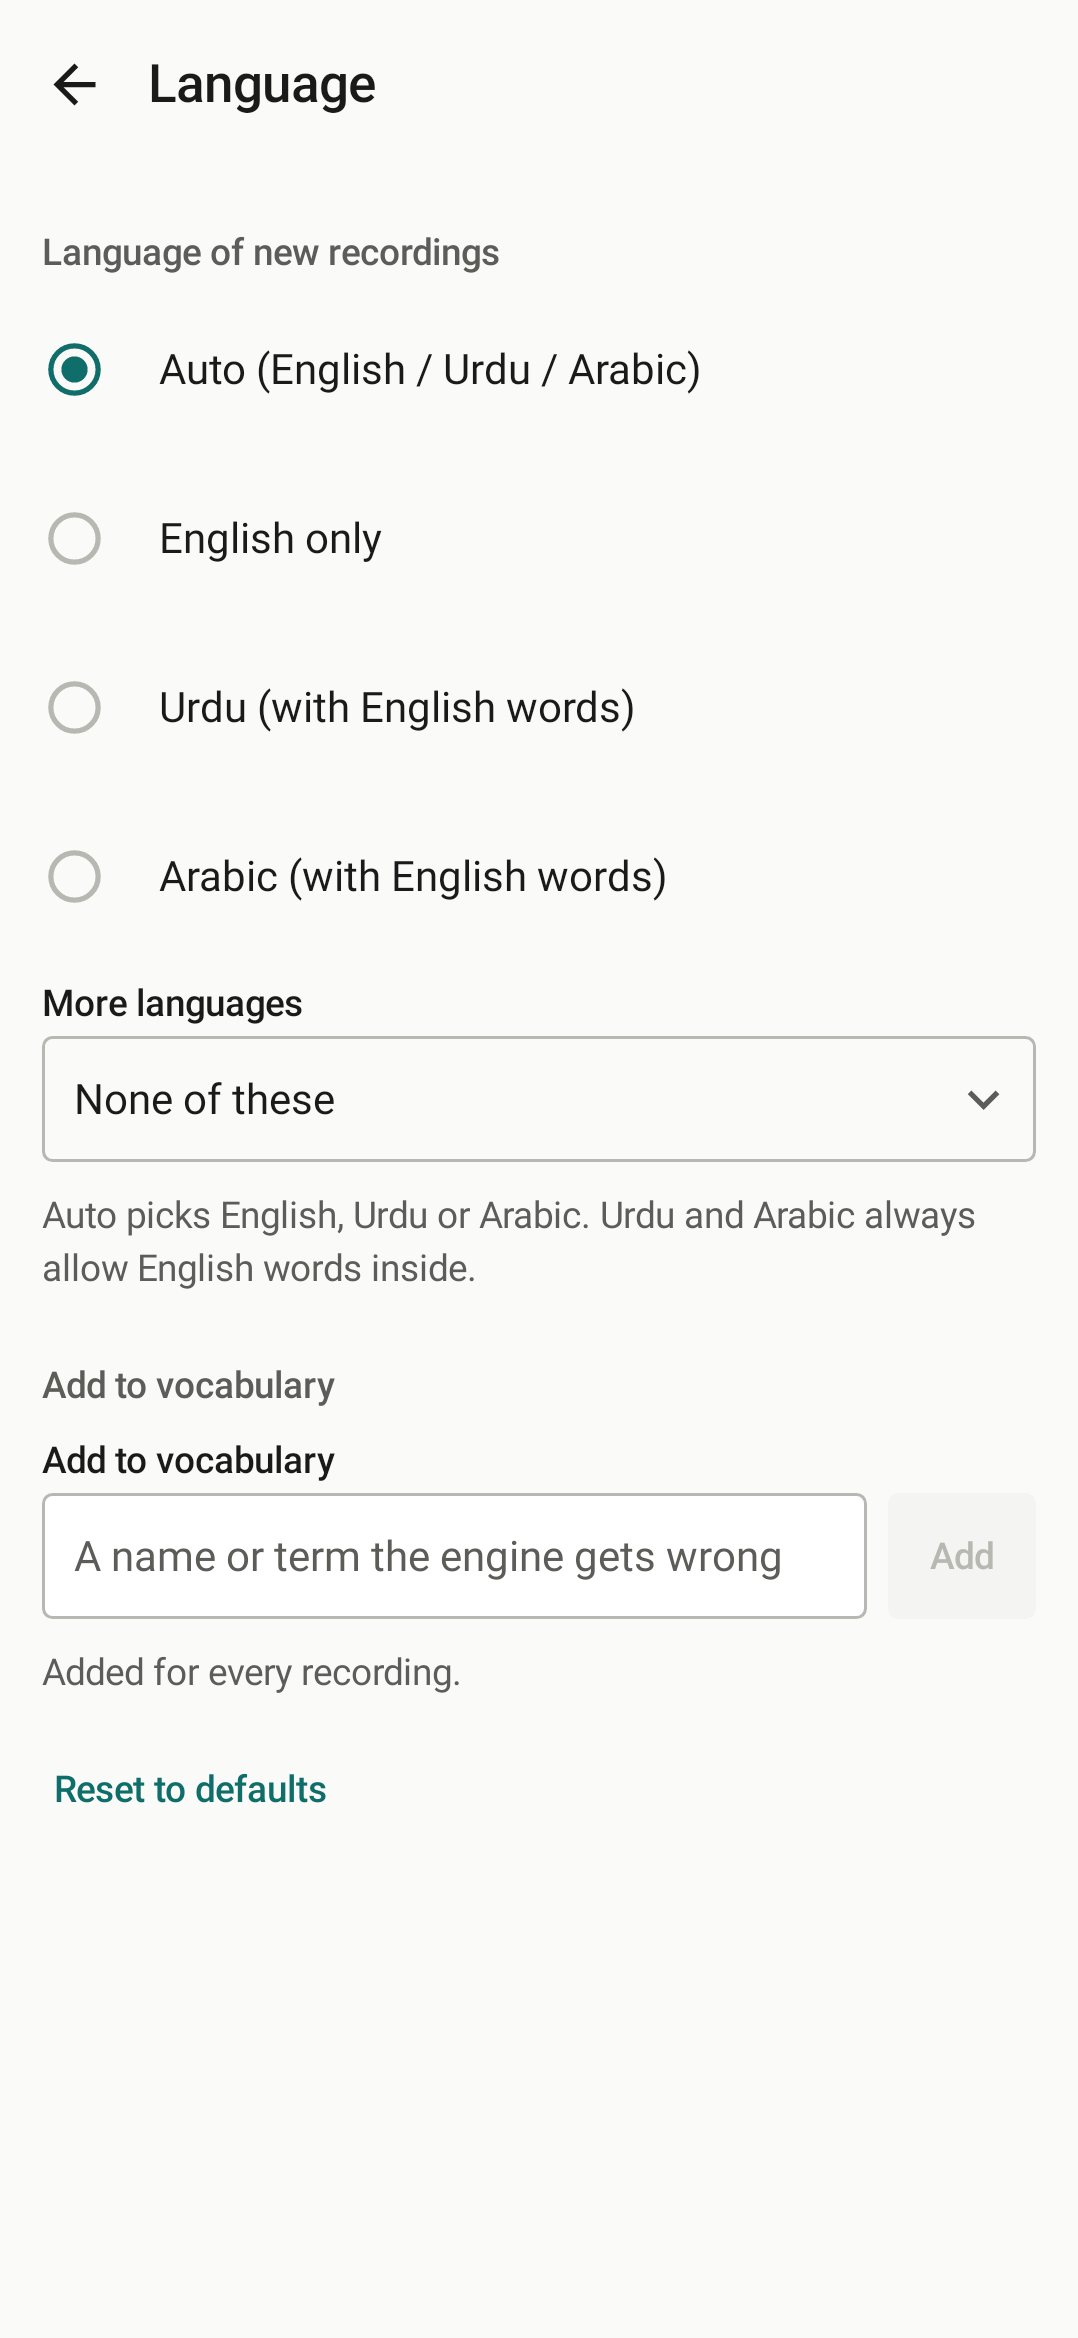 Language
Language of new recordings
Auto (English / Urdu / Arabic)
English only
Urdu (with English words)
Arabic (with English words)
More languages
None of these
Auto picks English, Urdu or Arabic. Urdu and Arabic always
allow English words inside.
Add to vocabulary
Add to vocabulary
A name or term the engine gets wrong
Add
Added for every recording.
Reset to defaults